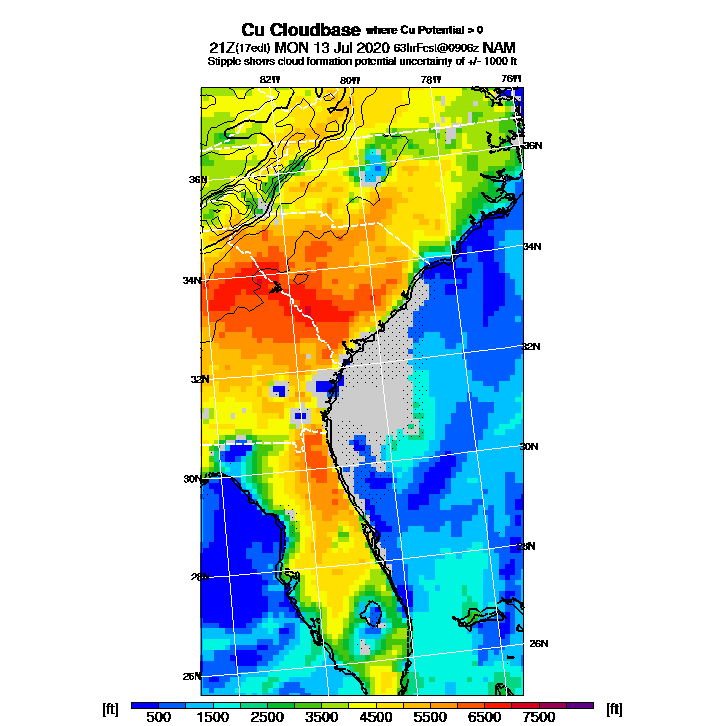 Cu Cloudbase where Cu Potential > 0
21Z(17edt) MON 13 Jul 2020 63hrFcst@0906z NAM
Stipple shows cloud formation potential uncertainty of +/- 1000 ft
82W 80W 78W 76W
36N 36N
34N 34N
32N 32N
30N 30N
28N 28N
26N 26N
[ft] 500 1500 2500 3500 4500 5500 6500 7500 [ft]